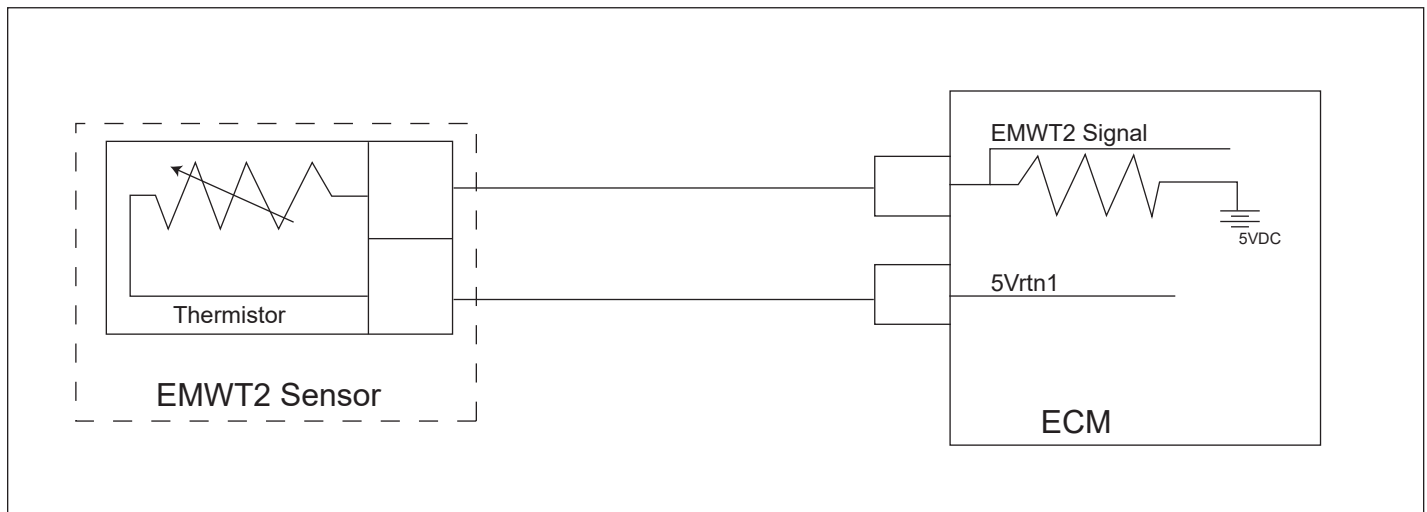 EMWT2 Signal
5VDC
5Vrtn1
Thermistor
EMWT2 Sensor
ECM